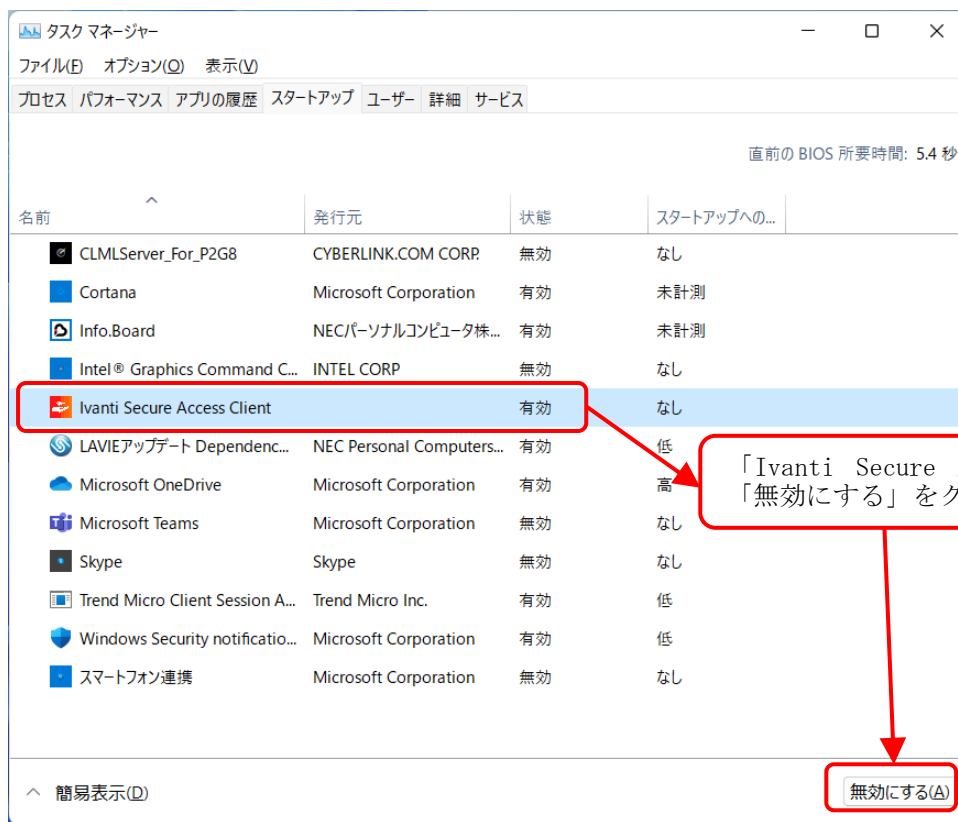 タスク マネージャー
ファイル(F) オプション(O) 表示(V)
プロセス パフォーマンス アプリの履歴 スタートアップ ユーザー 詳細 サービス
直前の BIOS 所要時間: 5.4 秒
名前 発行元 状態 スタートアップへの...
CLMLServer_For_P2G8 CYBERLINK.COM CORP. 無効 なし
Cortana Microsoft Corporation 有効 未計測
Info.Board NECパーソナルコンピュータ株... 有効 未計測
Intel® Graphics Command C... INTEL CORP 無効 なし
Ivanti Secure Access Client 有効 なし
LAVIEアップデート Dependenc... NEC Personal Computers... 有効 低
Microsoft OneDrive Microsoft Corporation 有効 高
Microsoft Teams Microsoft Corporation 無効 なし
Skype Skype 無効 なし
Trend Micro Client Session A... Trend Micro Inc. 有効 低
Windows Security notificatio... Microsoft Corporation 有効 低
スマートフォン連携 Microsoft Corporation 無効 なし
「Ivanti Secure
「無効にする」をク
簡易表示(D) 無効にする(A)